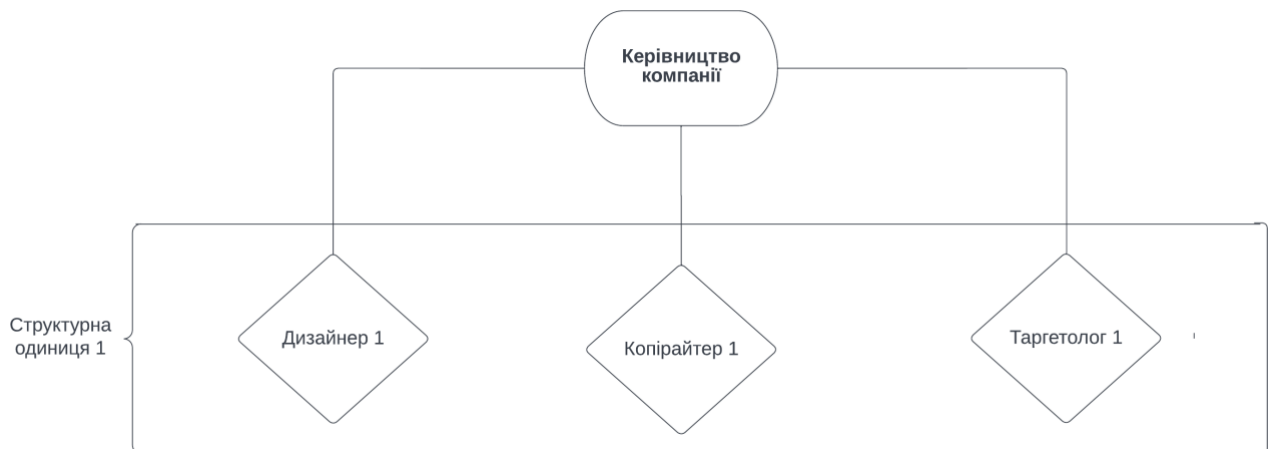 Керівництво
компанії
Структурна
одиниця 1
Дизайнер 1
Копірайтер 1
Таргетолог 1